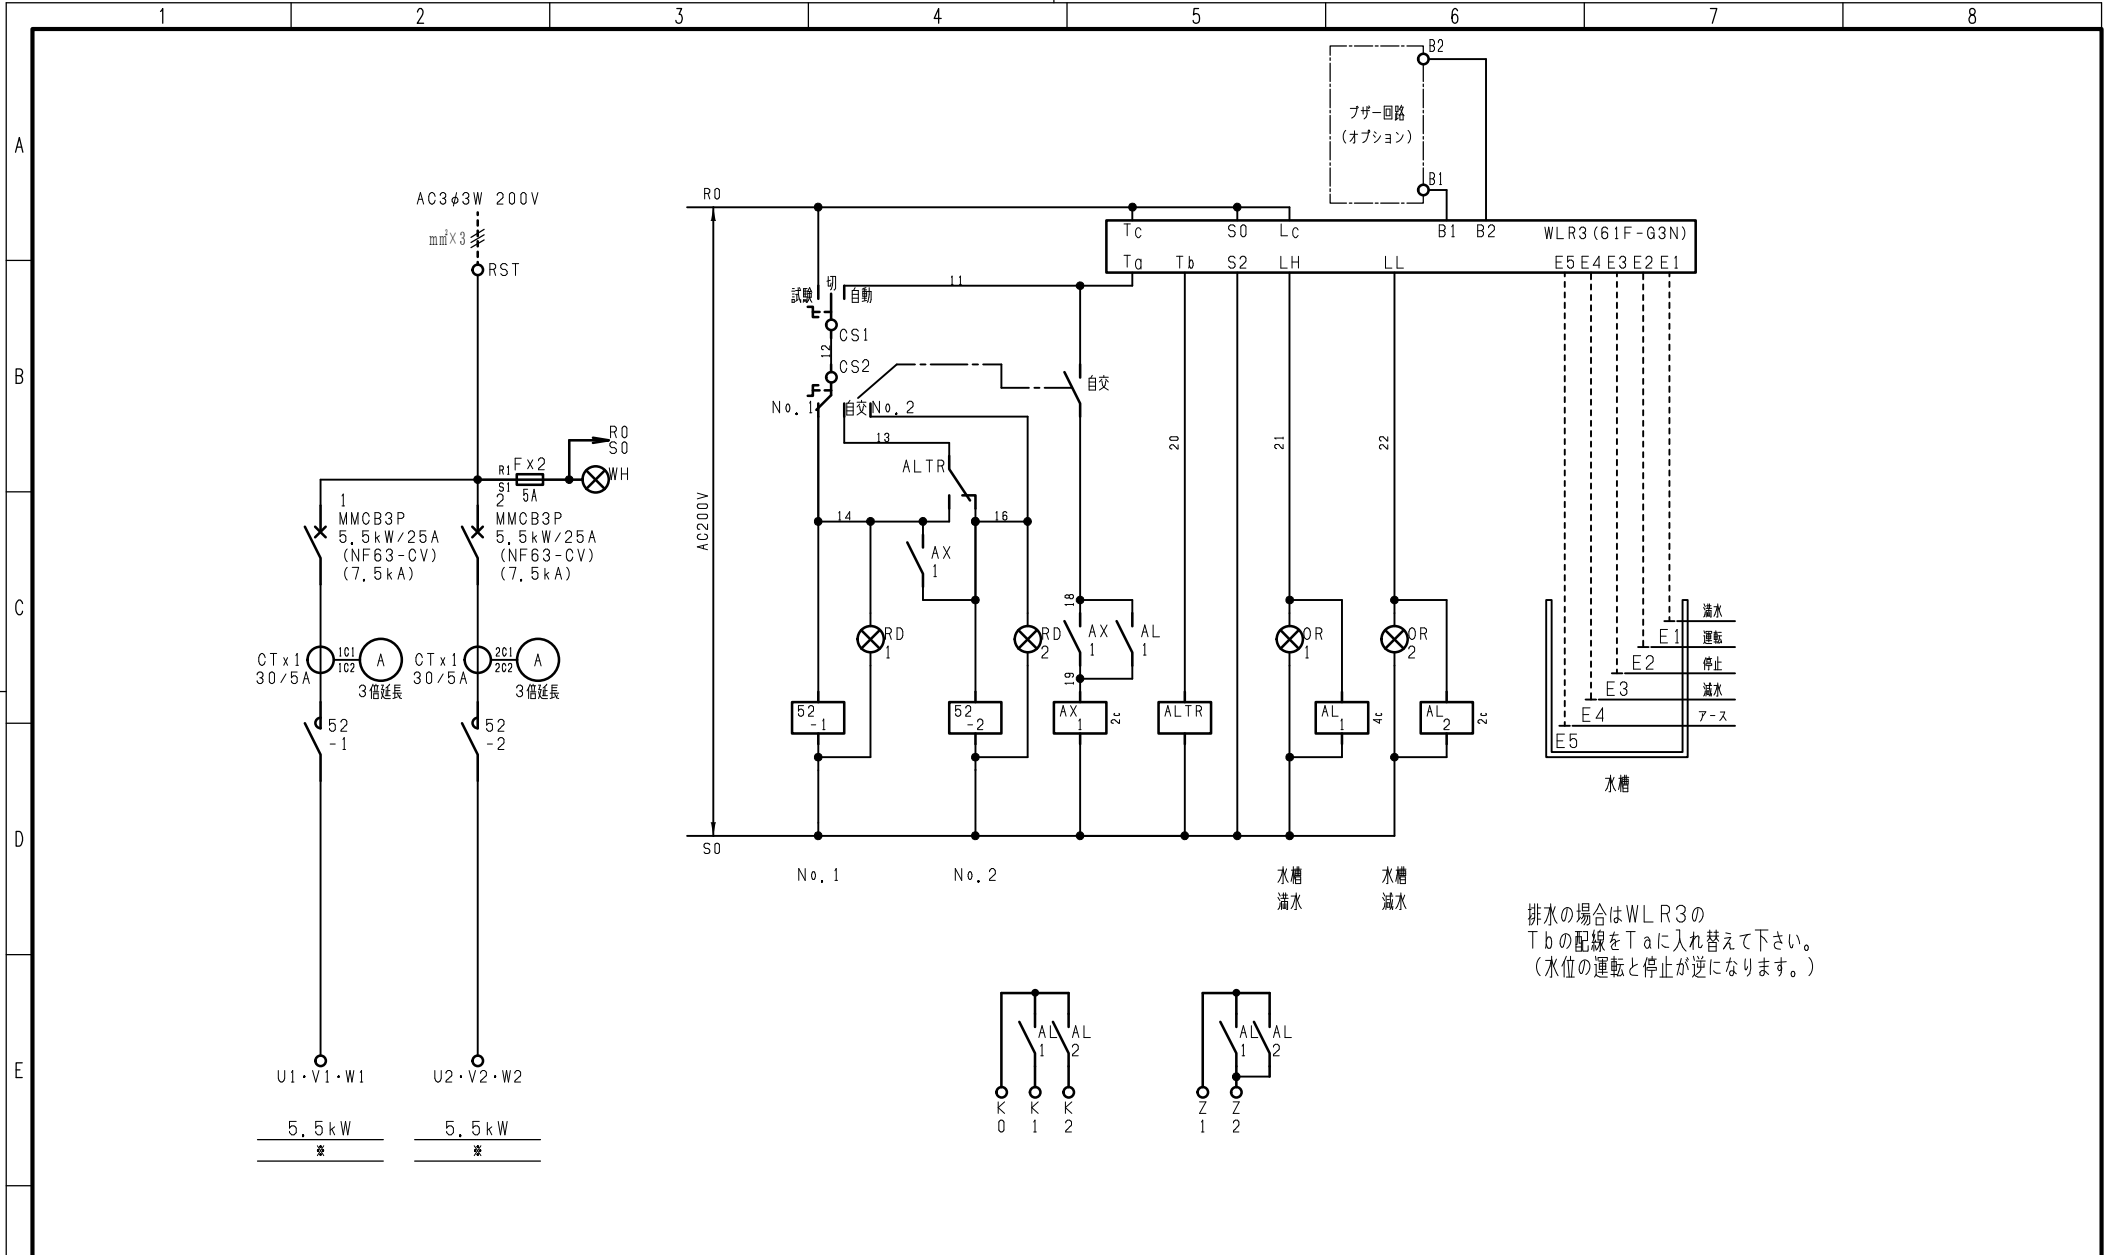 1 2 3 4 5 6 7 8
A
B
C
D
E
AC3φ3W 200V
mm²×3
RST
R0
S0
R1
S1
F×2
5A
WH
1
MMCB3P
5.5kW/25A
(NF63-CV)
(7.5kA)
2
MMCB3P
5.5kW/25A
(NF63-CV)
(7.5kA)
CT×1
30/5A
1C1
1C2
A
3倍延長
CT×1
30/5A
2C1
2C2
A
3倍延長
52
-1
52
-2
U1・V1・W1
U2・V2・W2
5.5kW
※
5.5kW
※
R0
AC200V
S0
試験 切 自動
CS1
12
CS2
No.1 自交 No.2
11
13
ALTR
14
16
AX
1
自交
RD
1
RD
2
18
AX
1
AL
1
19
52
-1
52
-2
AX
1
2c
ALTR
AL
1
4c
AL
2
2c
20
21
22
OR
1
OR
2
No.1
No.2
水槽
満水
水槽
減水
ブザー回路
(オプション)
B2
B1
Tc S0 Lc B1 B2 WLR3(61F-G3N)
Ta Tb S2 LH LL E5 E4 E3 E2 E1
満水
E1 運転
E2 停止
E3 減水
E4 アース
E5
水槽
排水の場合はWLR3の
Tbの配線をTaに入れ替えて下さい。
(水位の運転と停止が逆になります。)
AL
1
AL
2
K
0
K
1
K
2
AL
1
AL
2
Z
1
Z
2